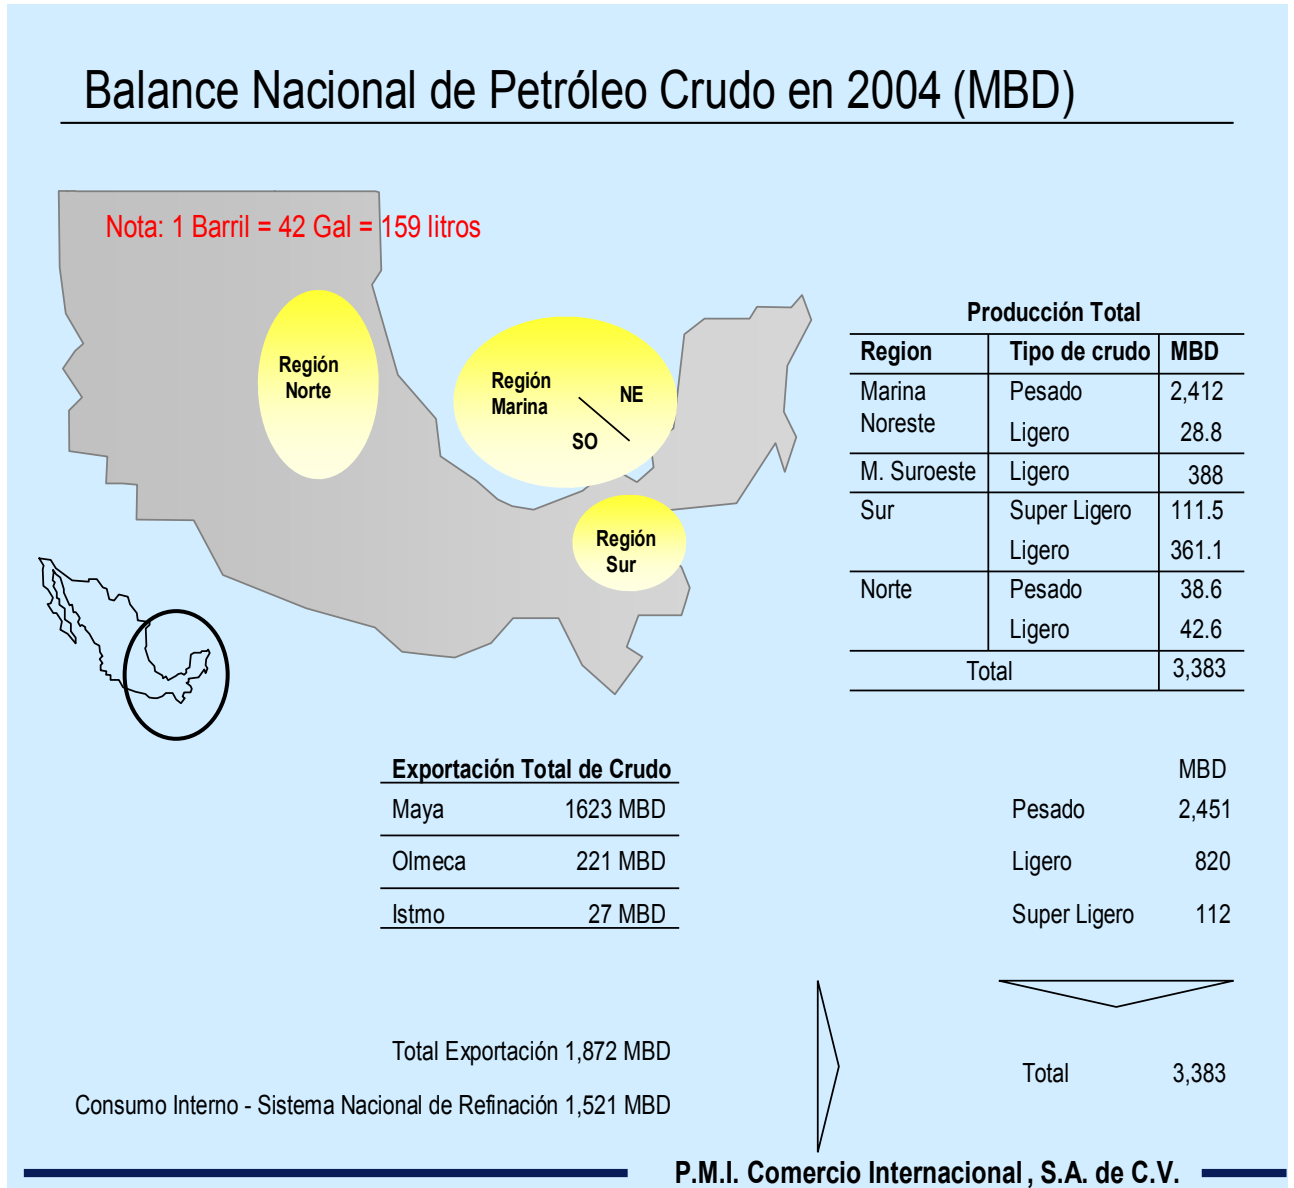 Balance Nacional de Petróleo Crudo en 2004 (MBD)
Nota: 1 Barril = 42 Gal = 159 litros
Región
Norte
Región
Marina
NE
SO
Región
Sur
Producción Total
Region Tipo de crudo MBD
Marina Pesado 2,412
Noreste Ligero 28.8
M. Suroeste Ligero 388
Sur Super Ligero 111.5
Ligero 361.1
Norte Pesado 38.6
Ligero 42.6
Total 3,383
Exportación Total de Crudo
Maya 1623 MBD
Olmeca 221 MBD
Istmo 27 MBD
MBD
Pesado 2,451
Ligero 820
Super Ligero 112
Total Exportación 1,872 MBD
Consumo Interno - Sistema Nacional de Refinación 1,521 MBD
Total 3,383
P.M.I. Comercio Internacional, S.A. de C.V.